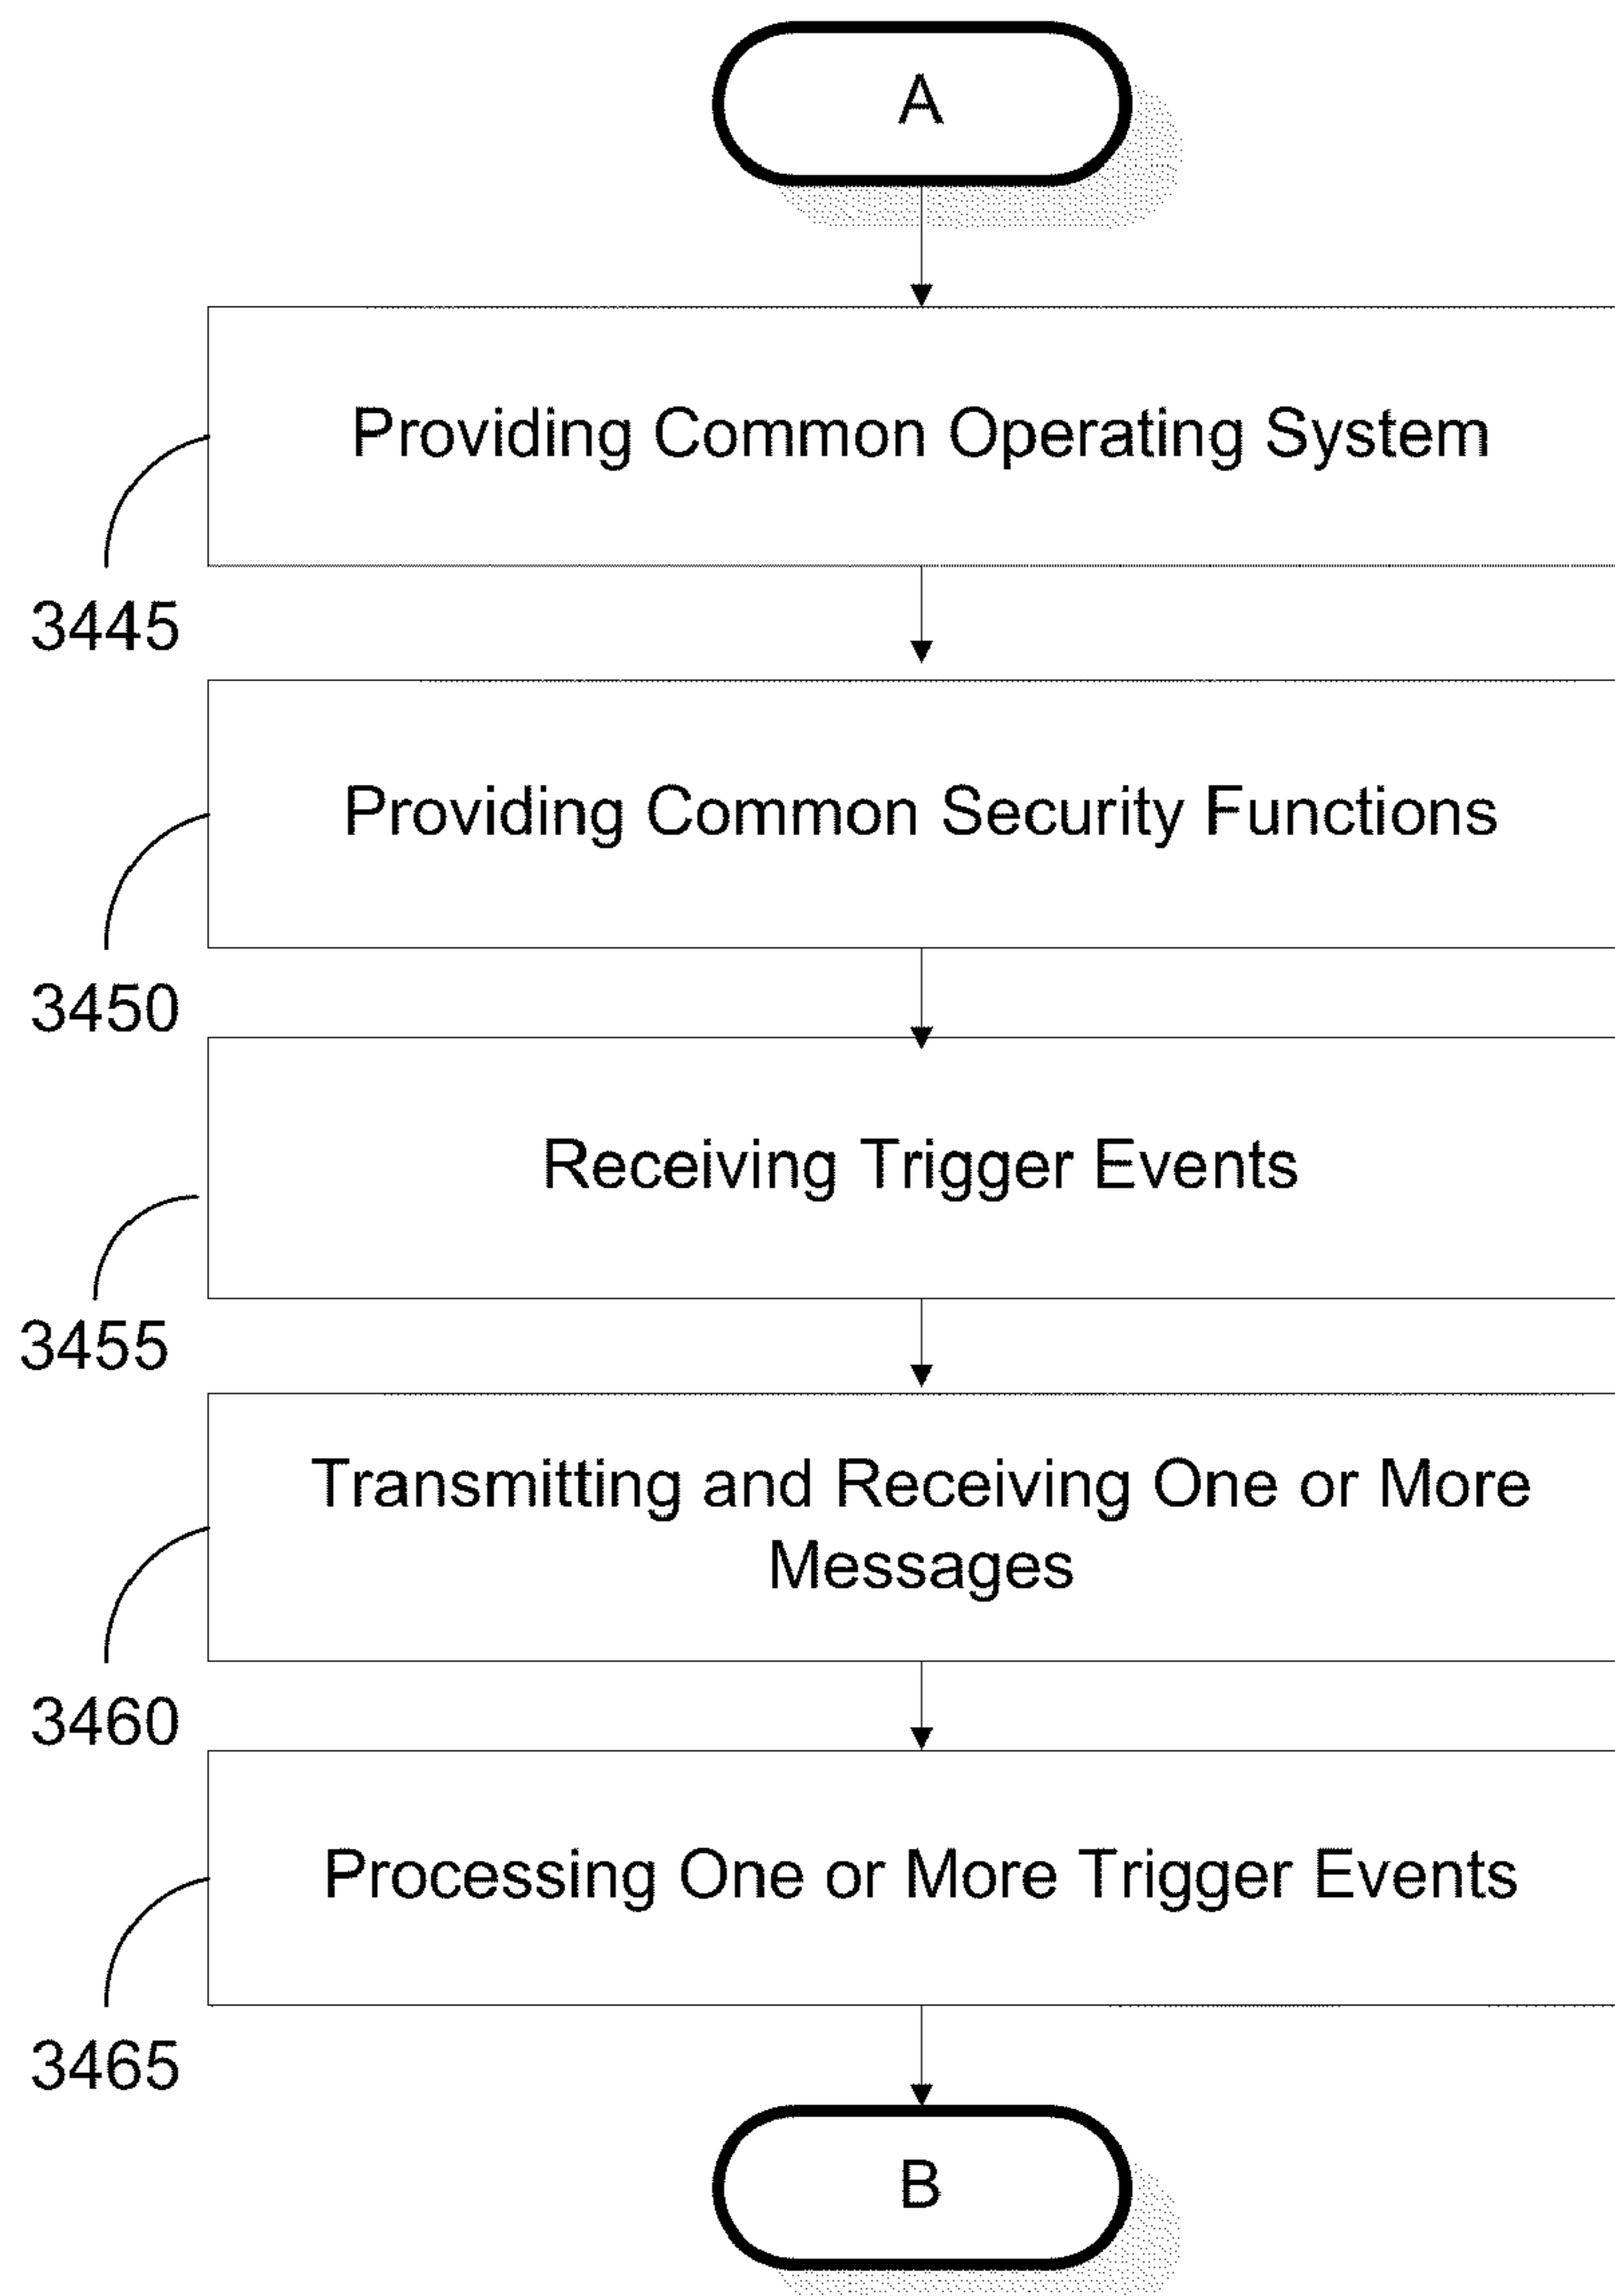 A
Providing Common Operating System
3445
Providing Common Security Functions
3450
Receiving Trigger Events
3455
Transmitting and Receiving One or More
Messages
3460
Processing One or More Trigger Events
3465
B